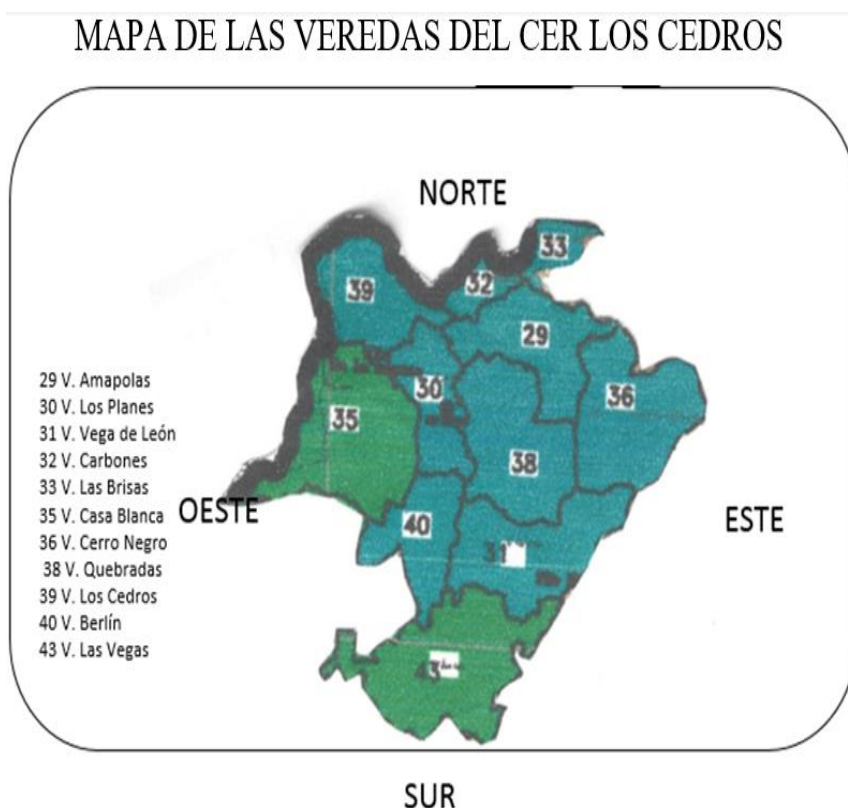 MAPA DE LAS VEREDAS DEL CER LOS CEDROS
NORTE
33
32
39
29
30
36
35
38
40
31
43
29 V. Amapolas
30 V. Los Planes
31 V. Vega de León
32 V. Carbones
33 V. Las Brisas
35 V. Casa Blanca
36 V. Cerro Negro
38 V. Quebradas
39 V. Los Cedros
40 V. Berlín
43 V. Las Vegas
OESTE
ESTE
SUR